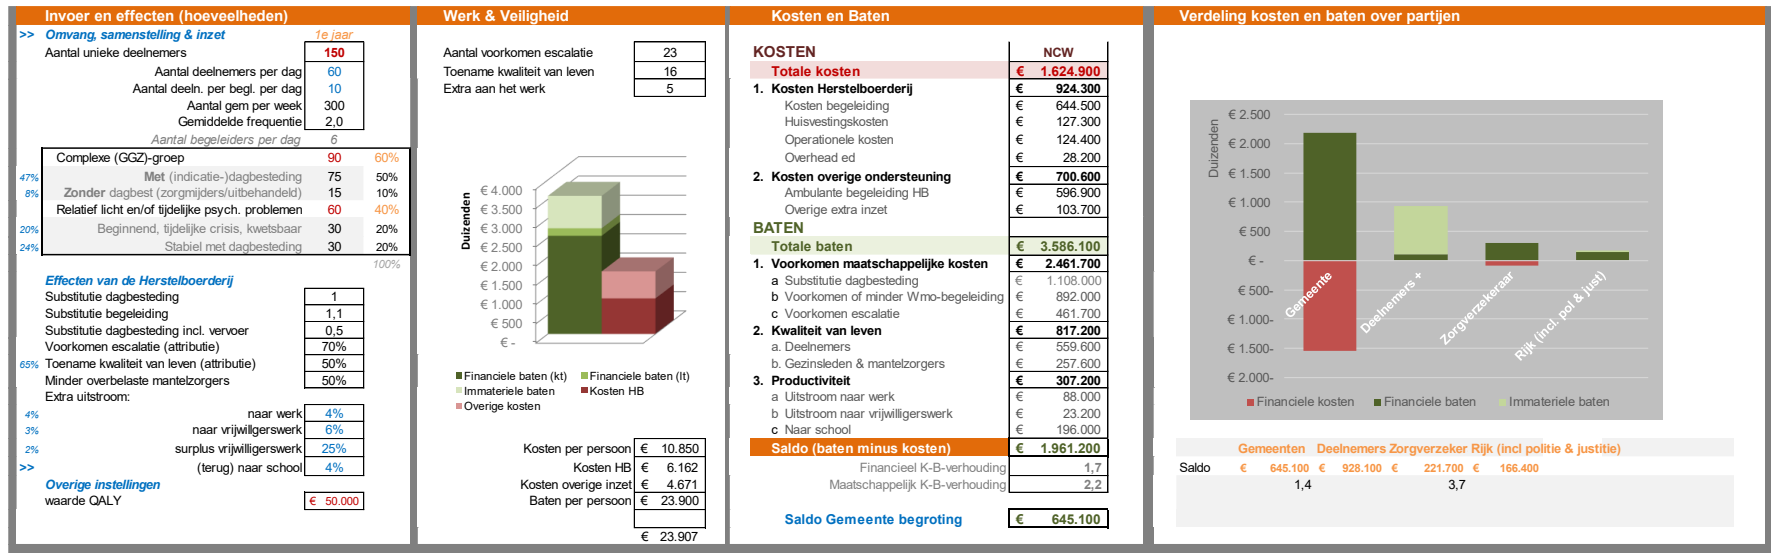 Invoer en effecten (hoeveelheden)
>> Omvang, samenstelling & inzet 1e jaar
Aantal unieke deelnemers 150
Aantal deelnemers per dag 60
Aantal deeln. per begl. per dag 10
Aantal gem per week 300
Gemiddelde frequentie 2,0
Aantal begeleiders per dag 6
Complexe (GGZ)-groep 90 60%
47% Met (indicatie-)dagbesteding 75 50%
8% Zonder dagbest (zorgmijders/uitbehandeld) 15 10%
Relatief licht en/of tijdelijke psych. problemen 60 40%
20% Beginnend, tijdelijke crisis, kwetsbaar 30 20%
24% Stabiel met dagbesteding 30 20%
100%
Effecten van de Herstelboerderij
Substitutie dagbesteding 1
Substitutie begeleiding 1,1
Substitutie dagbesteding incl. vervoer 0,5
Voorkomen escalatie (attributie) 70%
65% Toename kwaliteit van leven (attributie) 50%
Minder overbelaste mantelzorgers 50%
Extra uitstroom:
4% naar werk 4%
3% naar vrijwillgerswerk 6%
2% surplus vrijwilligerswerk 25%
>> (terug) naar school 4%
Overige instellingen
waarde QALY € 50.000
Werk & Veiligheid
Aantal voorkomen escalatie 23
Toename kwaliteit van leven 16
Extra aan het werk 5
Duizenden
€ 4.000
€ 3.500
€ 3.000
€ 2.500
€ 2.000
€ 1.500
€ 1.000
€ 500
€ -
Financiele baten (kt) Financiele baten (lt)
Immateriele baten Kosten HB
Overige kosten
Kosten per persoon € 10.850
Kosten HB € 6.162
Kosten overige inzet € 4.671
Baten per persoon € 23.900
€ 23.907
Kosten en Baten
KOSTEN NCW
Totale kosten € 1.624.900
1. Kosten Herstelboerderij € 924.300
Kosten begeleiding € 644.500
Huisvestingskosten € 127.300
Operationele kosten € 124.400
Overhead ed € 28.200
2. Kosten overige ondersteuning € 700.600
Ambulante begeleiding HB € 596.900
Overige extra inzet € 103.700
BATEN
Totale baten € 3.586.100
1. Voorkomen maatschappelijke kosten € 2.461.700
a Substitutie dagbesteding € 1.108.000
b Voorkomen of minder Wmo-begeleiding € 892.000
c Voorkomen escalatie € 461.700
2. Kwaliteit van leven € 817.200
a. Deelnemers € 559.600
b. Gezinsleden & mantelzorgers € 257.600
3. Productiviteit € 307.200
a Uitstroom naar werk € 88.000
b Uitstroom naar vrijwilligerswerk € 23.200
c Naar school € 196.000
Saldo (baten minus kosten) € 1.961.200
Financieel K-B-verhouding 1,7
Maatschappelijk K-B-verhouding 2,2
Saldo Gemeente begroting € 645.100
Verdeling kosten en baten over partijen
Duizenden
€ 2.500
€ 2.000
€ 1.500
€ 1.000
€ 500
€ -
€ 500-
€ 1.000-
€ 1.500-
€ 2.000-
Gemeente
Deelnemers +
Zorgverzekeraar
Rijk (incl. pol & just)
Financiele kosten Financiele baten Immateriele baten
Gemeenten Deelnemers Zorgverzeker Rijk (incl politie & justitie)
Saldo € 645.100 € 928.100 € 221.700 € 166.400
1,4 3,7